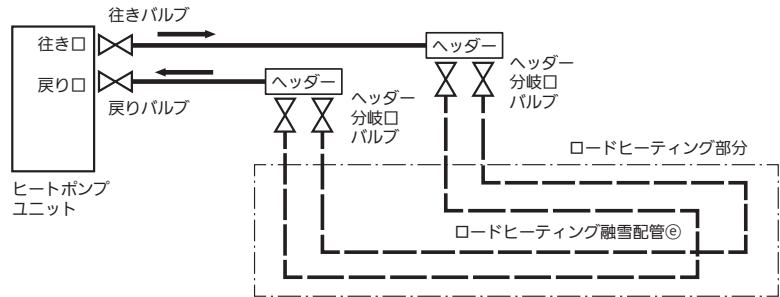 往きバルブ
往き口
ヘッダー
戻り口
ヘッダー
戻りバルブ
ヘッダー
分岐口
バルブ
ヘッダー
分岐口
バルブ
ロードヒーティング部分
ヒートポンプ
ユニット
ロードヒーティング融雪配管ⓔ